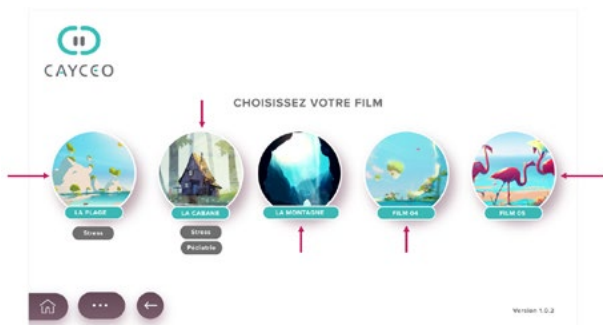 CAYCEO
CHOISISSEZ VOTRE FILM
LA PLAGE
LA CABANE
LA MONTAGNE
FILM 04
FILM 05
Stress
Stress
Pédiatrie
Version 1.0.2